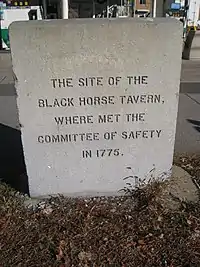 THE SITE OF THE
BLACK HORSE TAVERN,
WHERE MET THE
COMMITTEE OF SAFETY
IN 1775.